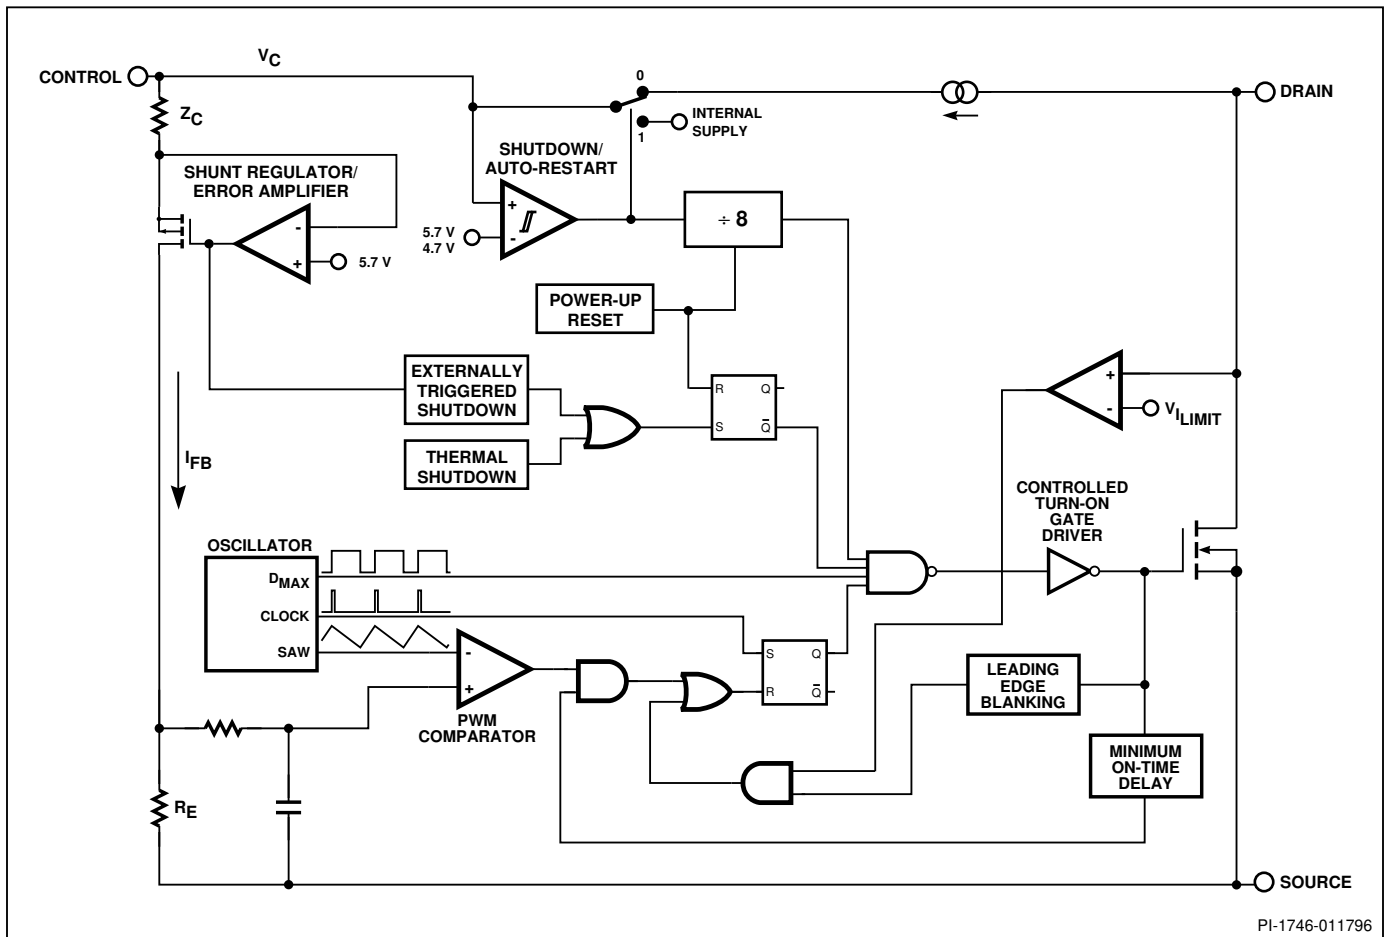 V_C
CONTROL
0
DRAIN
Z_C
INTERNAL
SUPPLY
1
SHUTDOWN/
AUTO-RESTART
SHUNT REGULATOR/
ERROR AMPLIFIER
-
+
5.7 V
+
-
5.7 V
4.7 V
÷ 8
POWER-UP
RESET
EXTERNALLY
TRIGGERED
SHUTDOWN
THERMAL
SHUTDOWN
R
Q
S
Q̅
+
-
V_I_LIMIT
I_FB
CONTROLLED
TURN-ON
GATE
DRIVER
OSCILLATOR
D_MAX
CLOCK
SAW
-
+
PWM
COMPARATOR
S
Q
R
Q̅
LEADING
EDGE
BLANKING
MINIMUM
ON-TIME
DELAY
R_E
SOURCE
PI-1746-011796